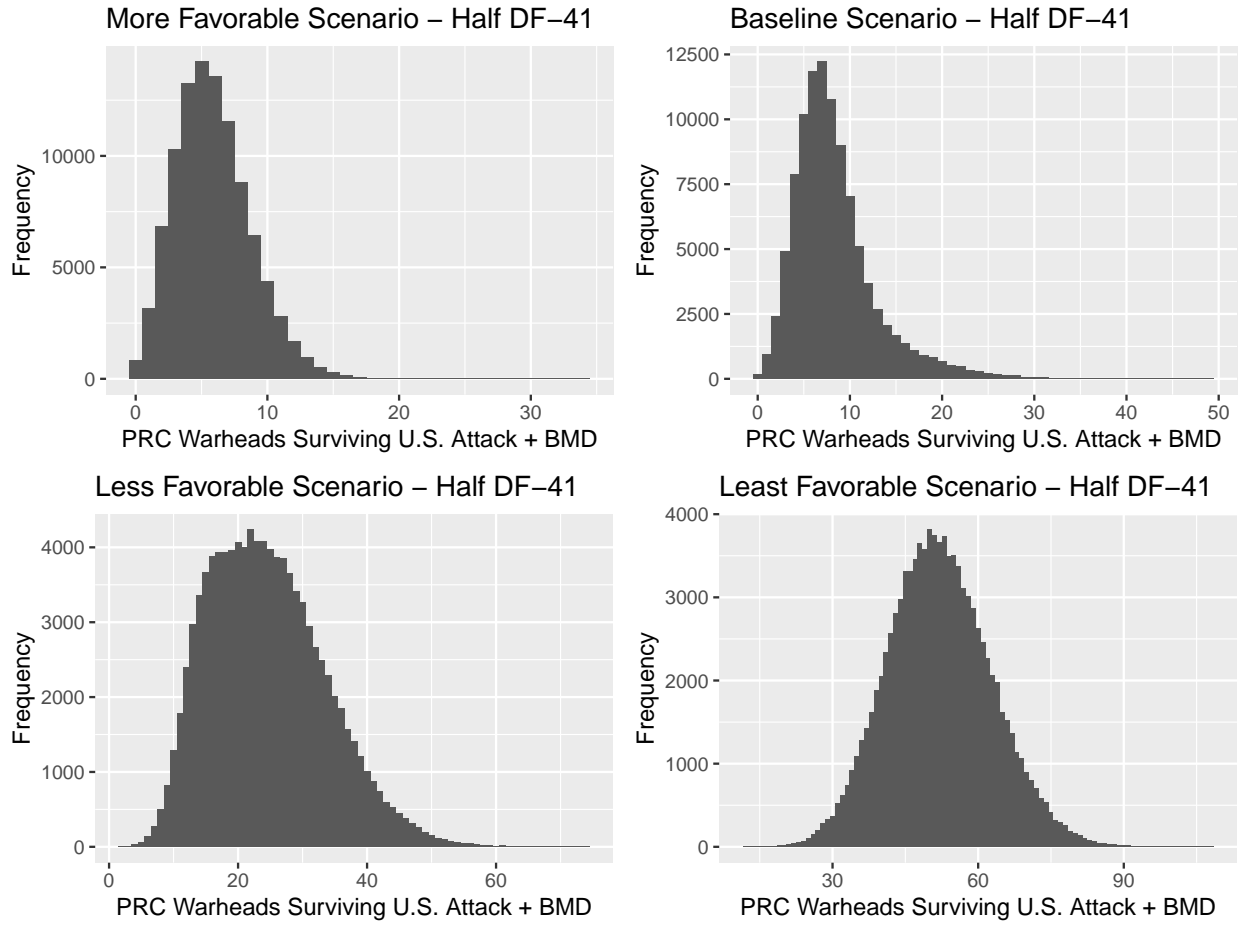 More Favorable Scenario – Half DF−41
Frequency
10000
5000
0
0 10 20 30
PRC Warheads Surviving U.S. Attack + BMD
Baseline Scenario – Half DF−41
Frequency
12500
10000
7500
5000
2500
0
0 10 20 30 40 50
PRC Warheads Surviving U.S. Attack + BMD
Less Favorable Scenario – Half DF−41
Frequency
4000
3000
2000
1000
0
0 20 40 60
PRC Warheads Surviving U.S. Attack + BMD
Least Favorable Scenario – Half DF−41
Frequency
4000
3000
2000
1000
0
30 60 90
PRC Warheads Surviving U.S. Attack + BMD